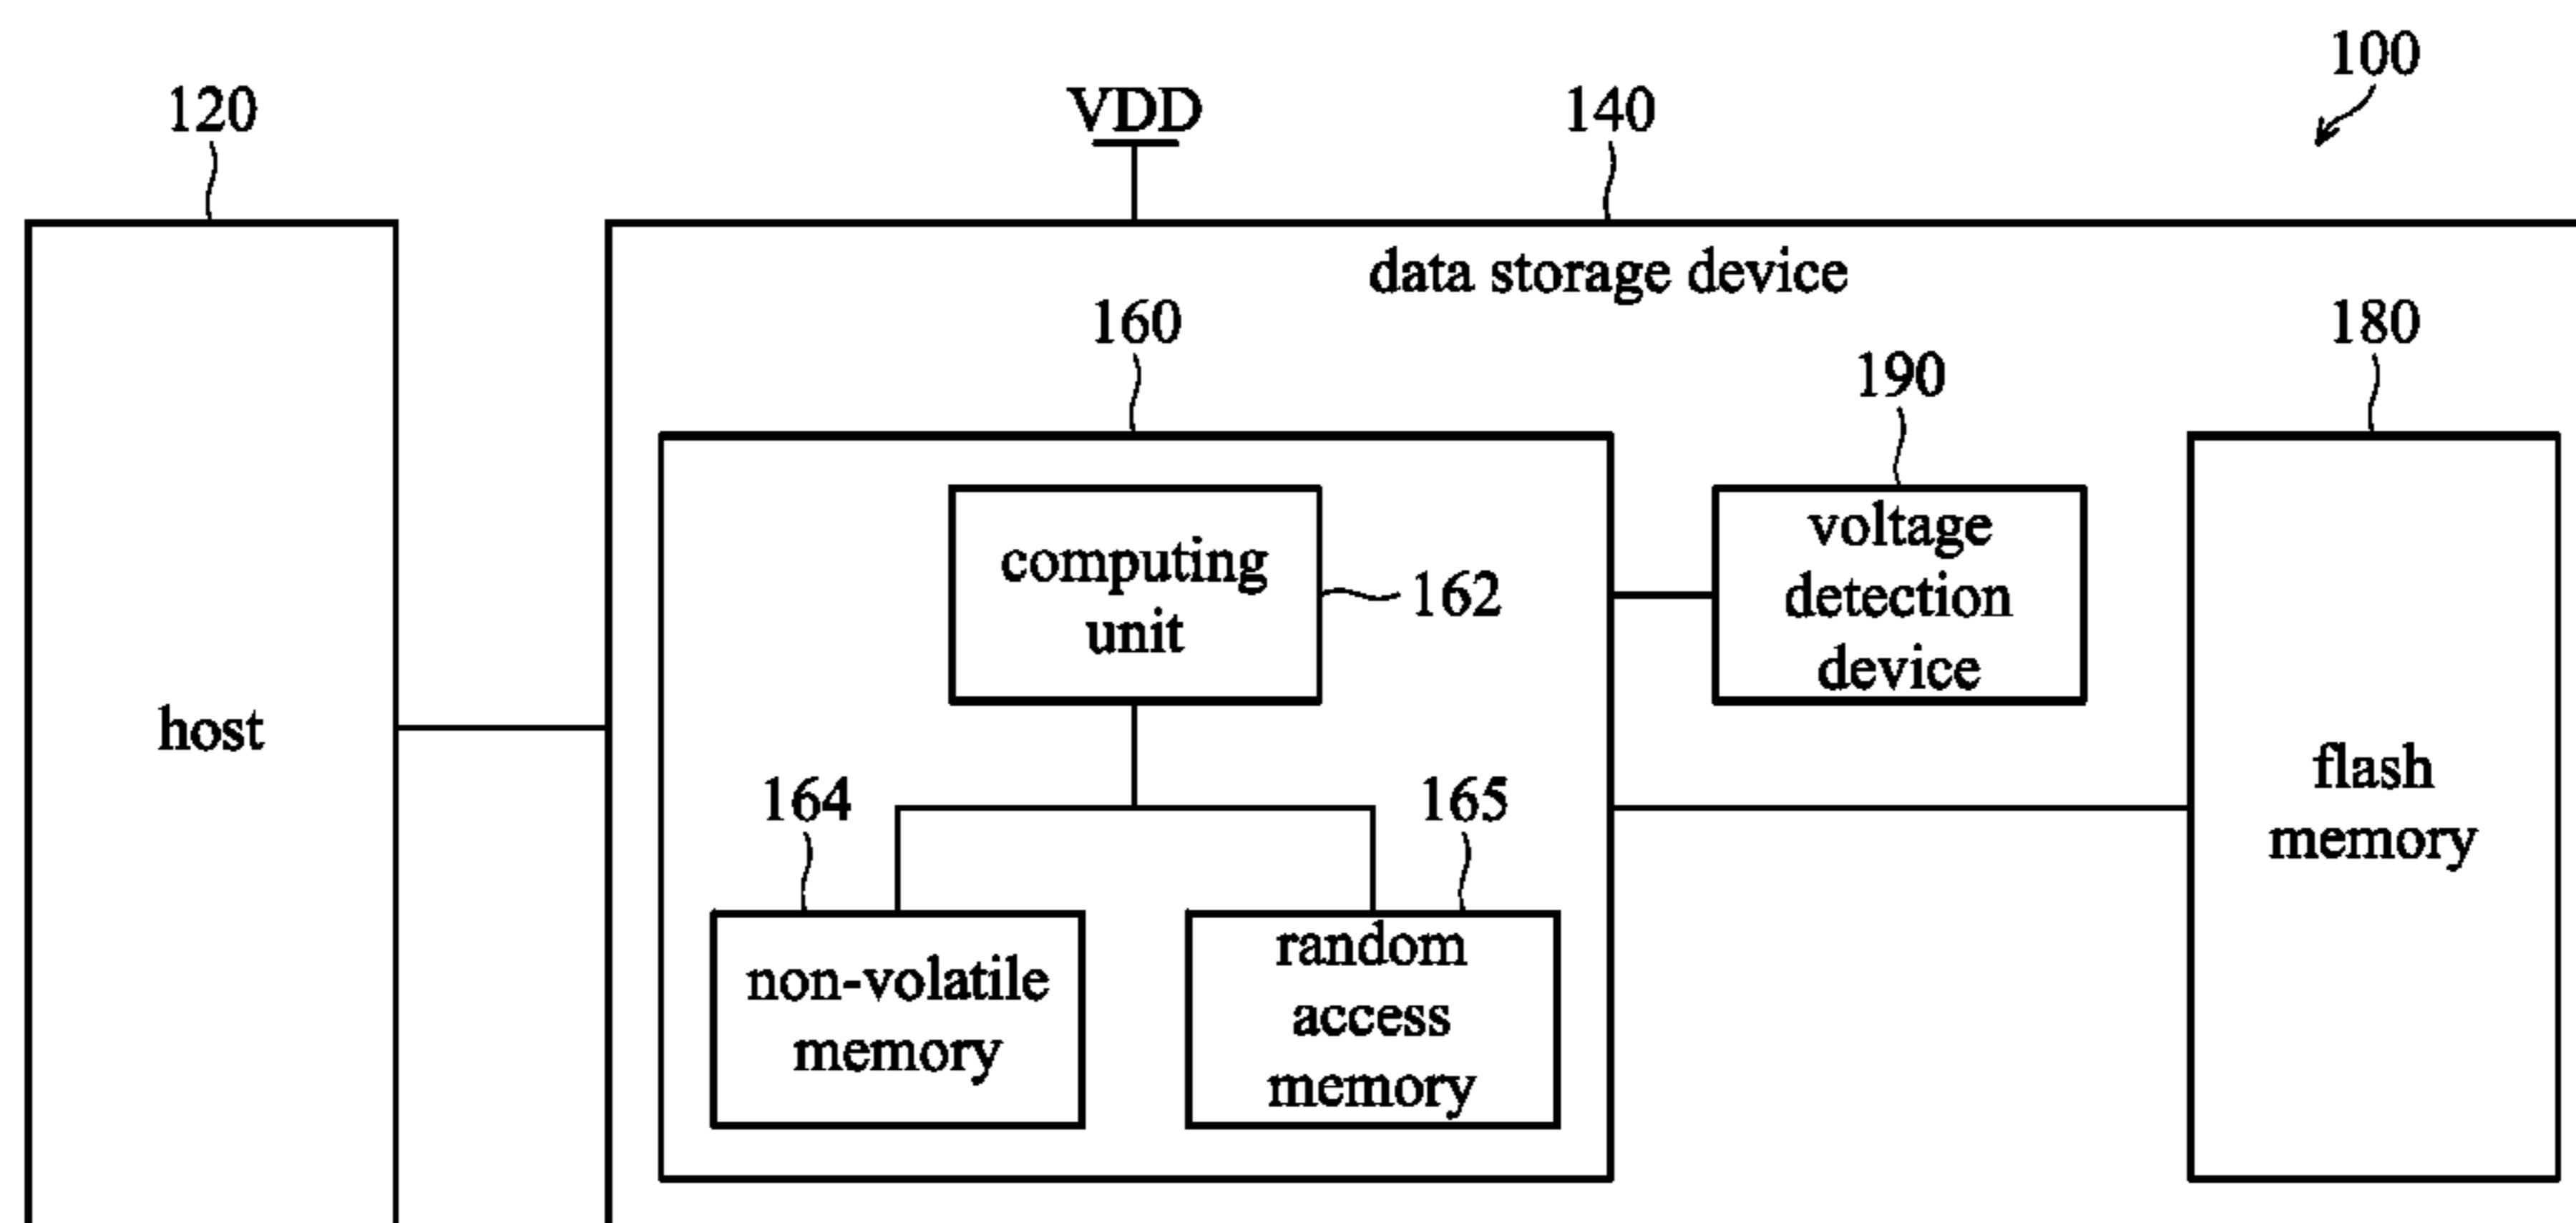 100
120
VDD
140
data storage device
160
180
190
computing
unit
162
voltage
detection
device
host
164
165
flash
memory
non-volatile
memory
random
access
memory